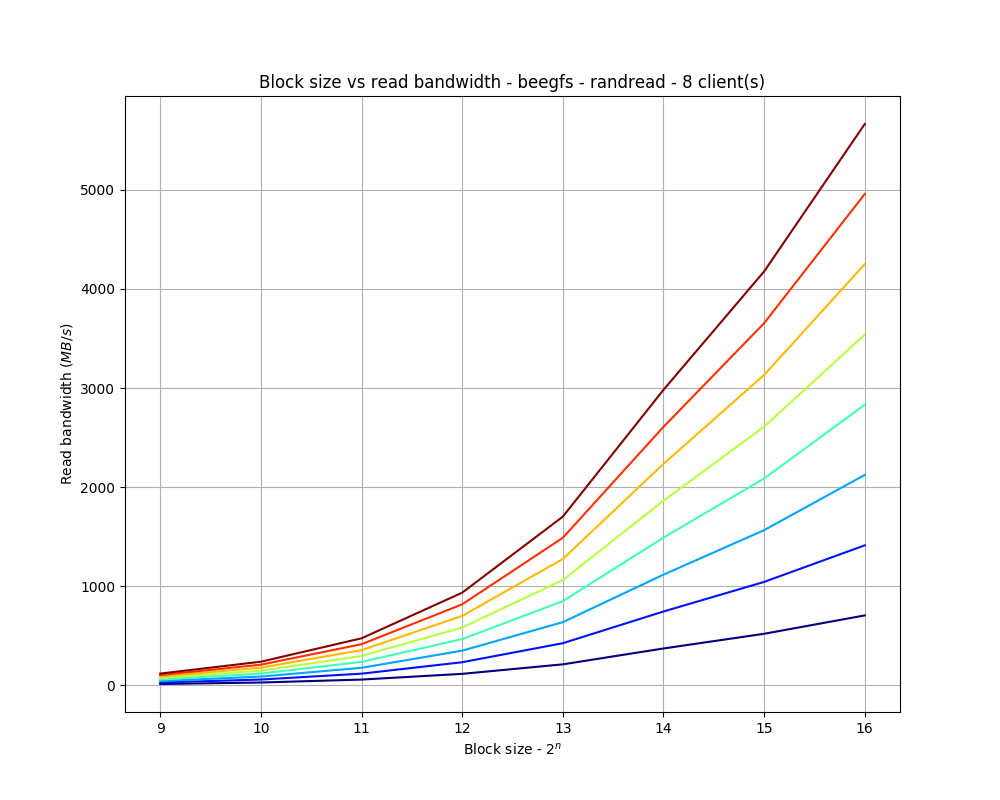 Block size vs read bandwidth - beegfs - randread - 8 client(s)
Read bandwidth (MB/s)
5000
4000
3000
2000
1000
0
9 10 11 12 13 14 15 16
Block size - 2ⁿ